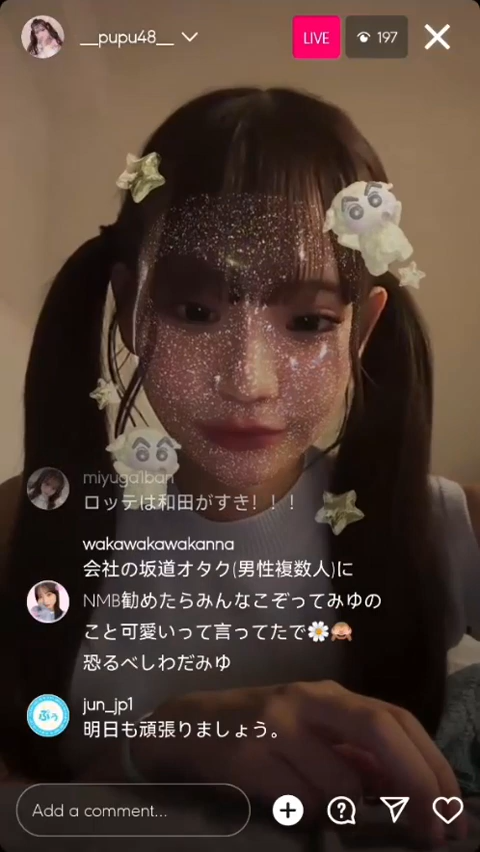 __pupu48__
LIVE
197
miyuga1ban
ロッテは和田がすき！！！
wakawakawakanna
会社の坂道オタク(男性複数人)に
NMB勧めたらみんなこぞってみゆの
こと可愛いって言ってたで🌼🙈
恐るべしわだみゆ
ぷぅ
jun_jp1
明日も頑張りましょう。
Add a comment...